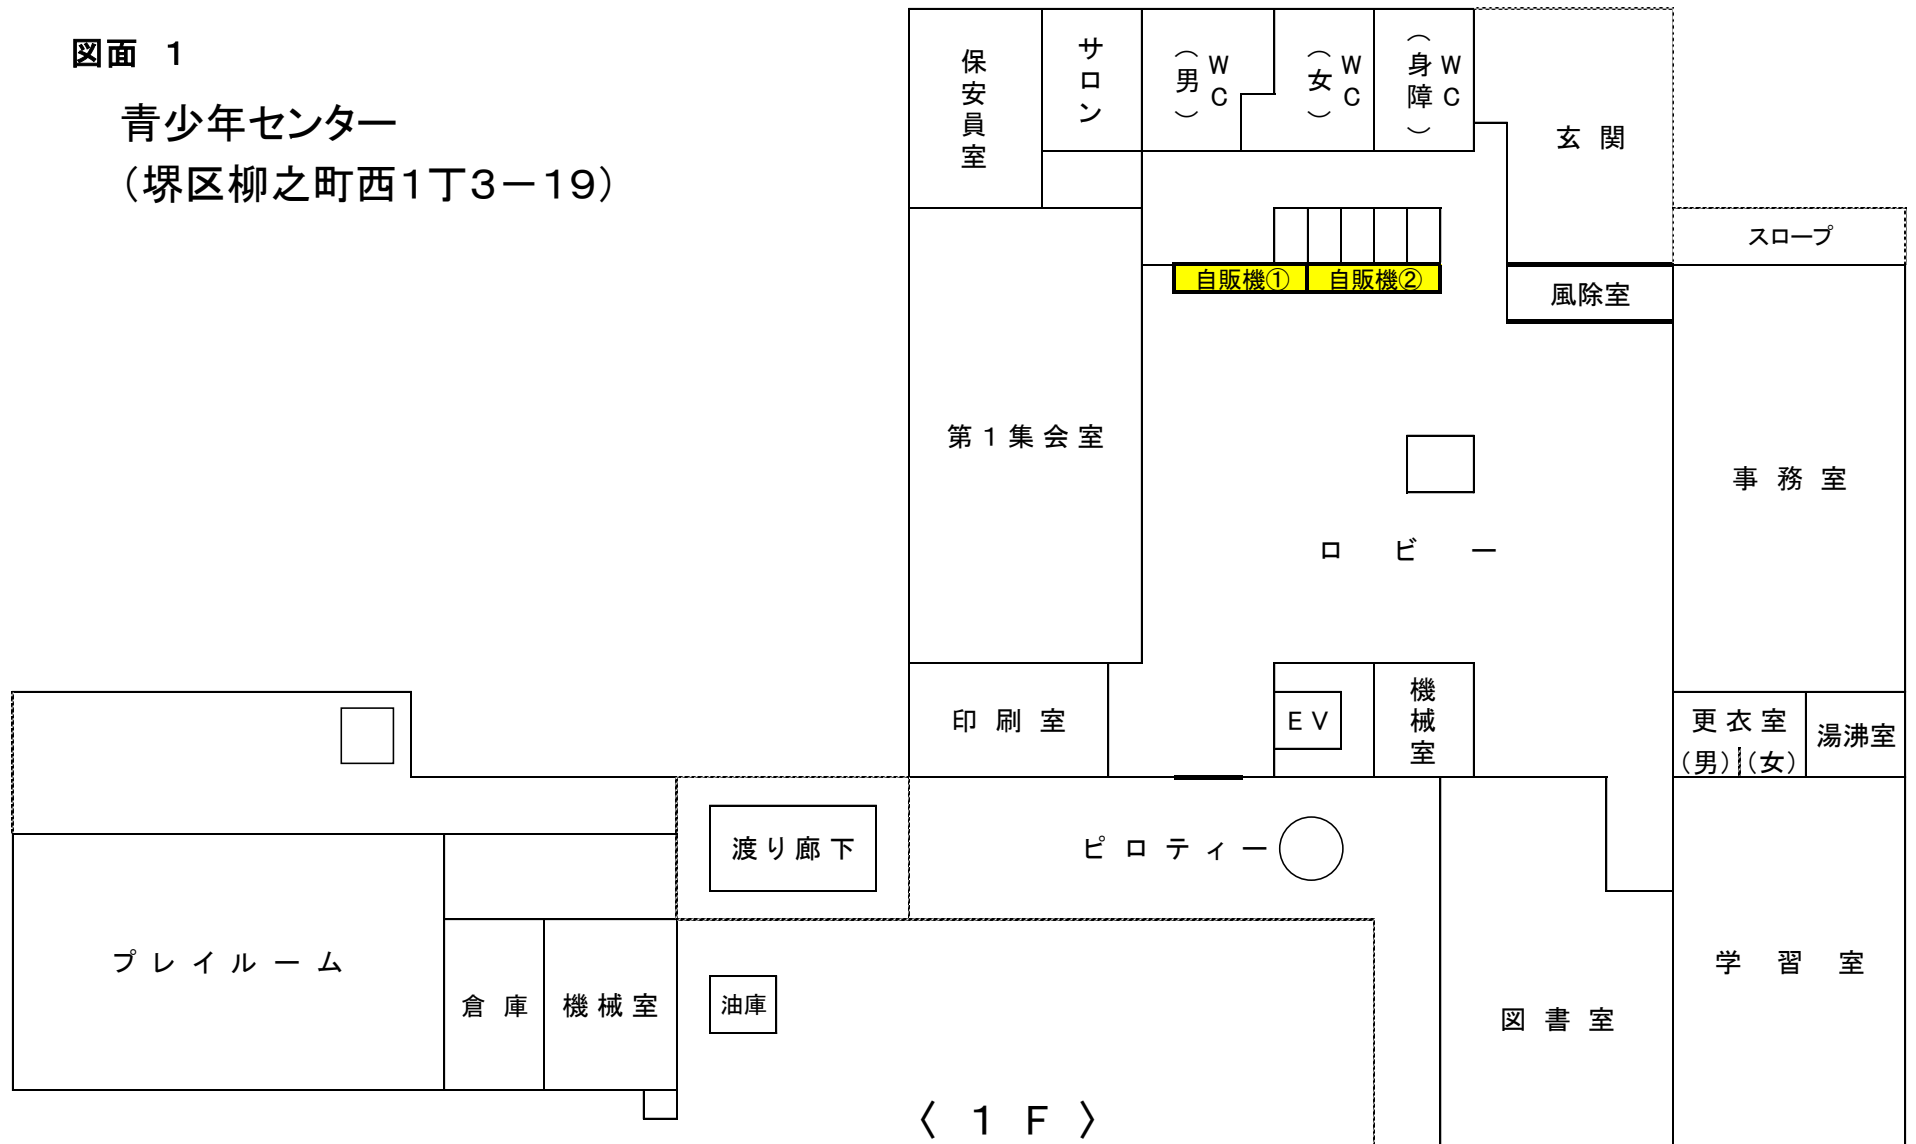 図面　1
青少年センター
（堺区柳之町西1丁3－19）
保安員室
サロン
WC（男）
WC（女）
WC（身障）
玄 関
スロープ
自販機①
自販機②
風除室
第 1 集 会 室
事 務 室
ロ ビ ー
印 刷 室
E V
機械室
更 衣 室
（男）（女）
湯沸室
渡 り 廊 下
ピ ロ テ ィ ー
プ レ イ ル ー ム
倉 庫
機 械 室
油庫
図 書 室
学 習 室
〈 1 F 〉